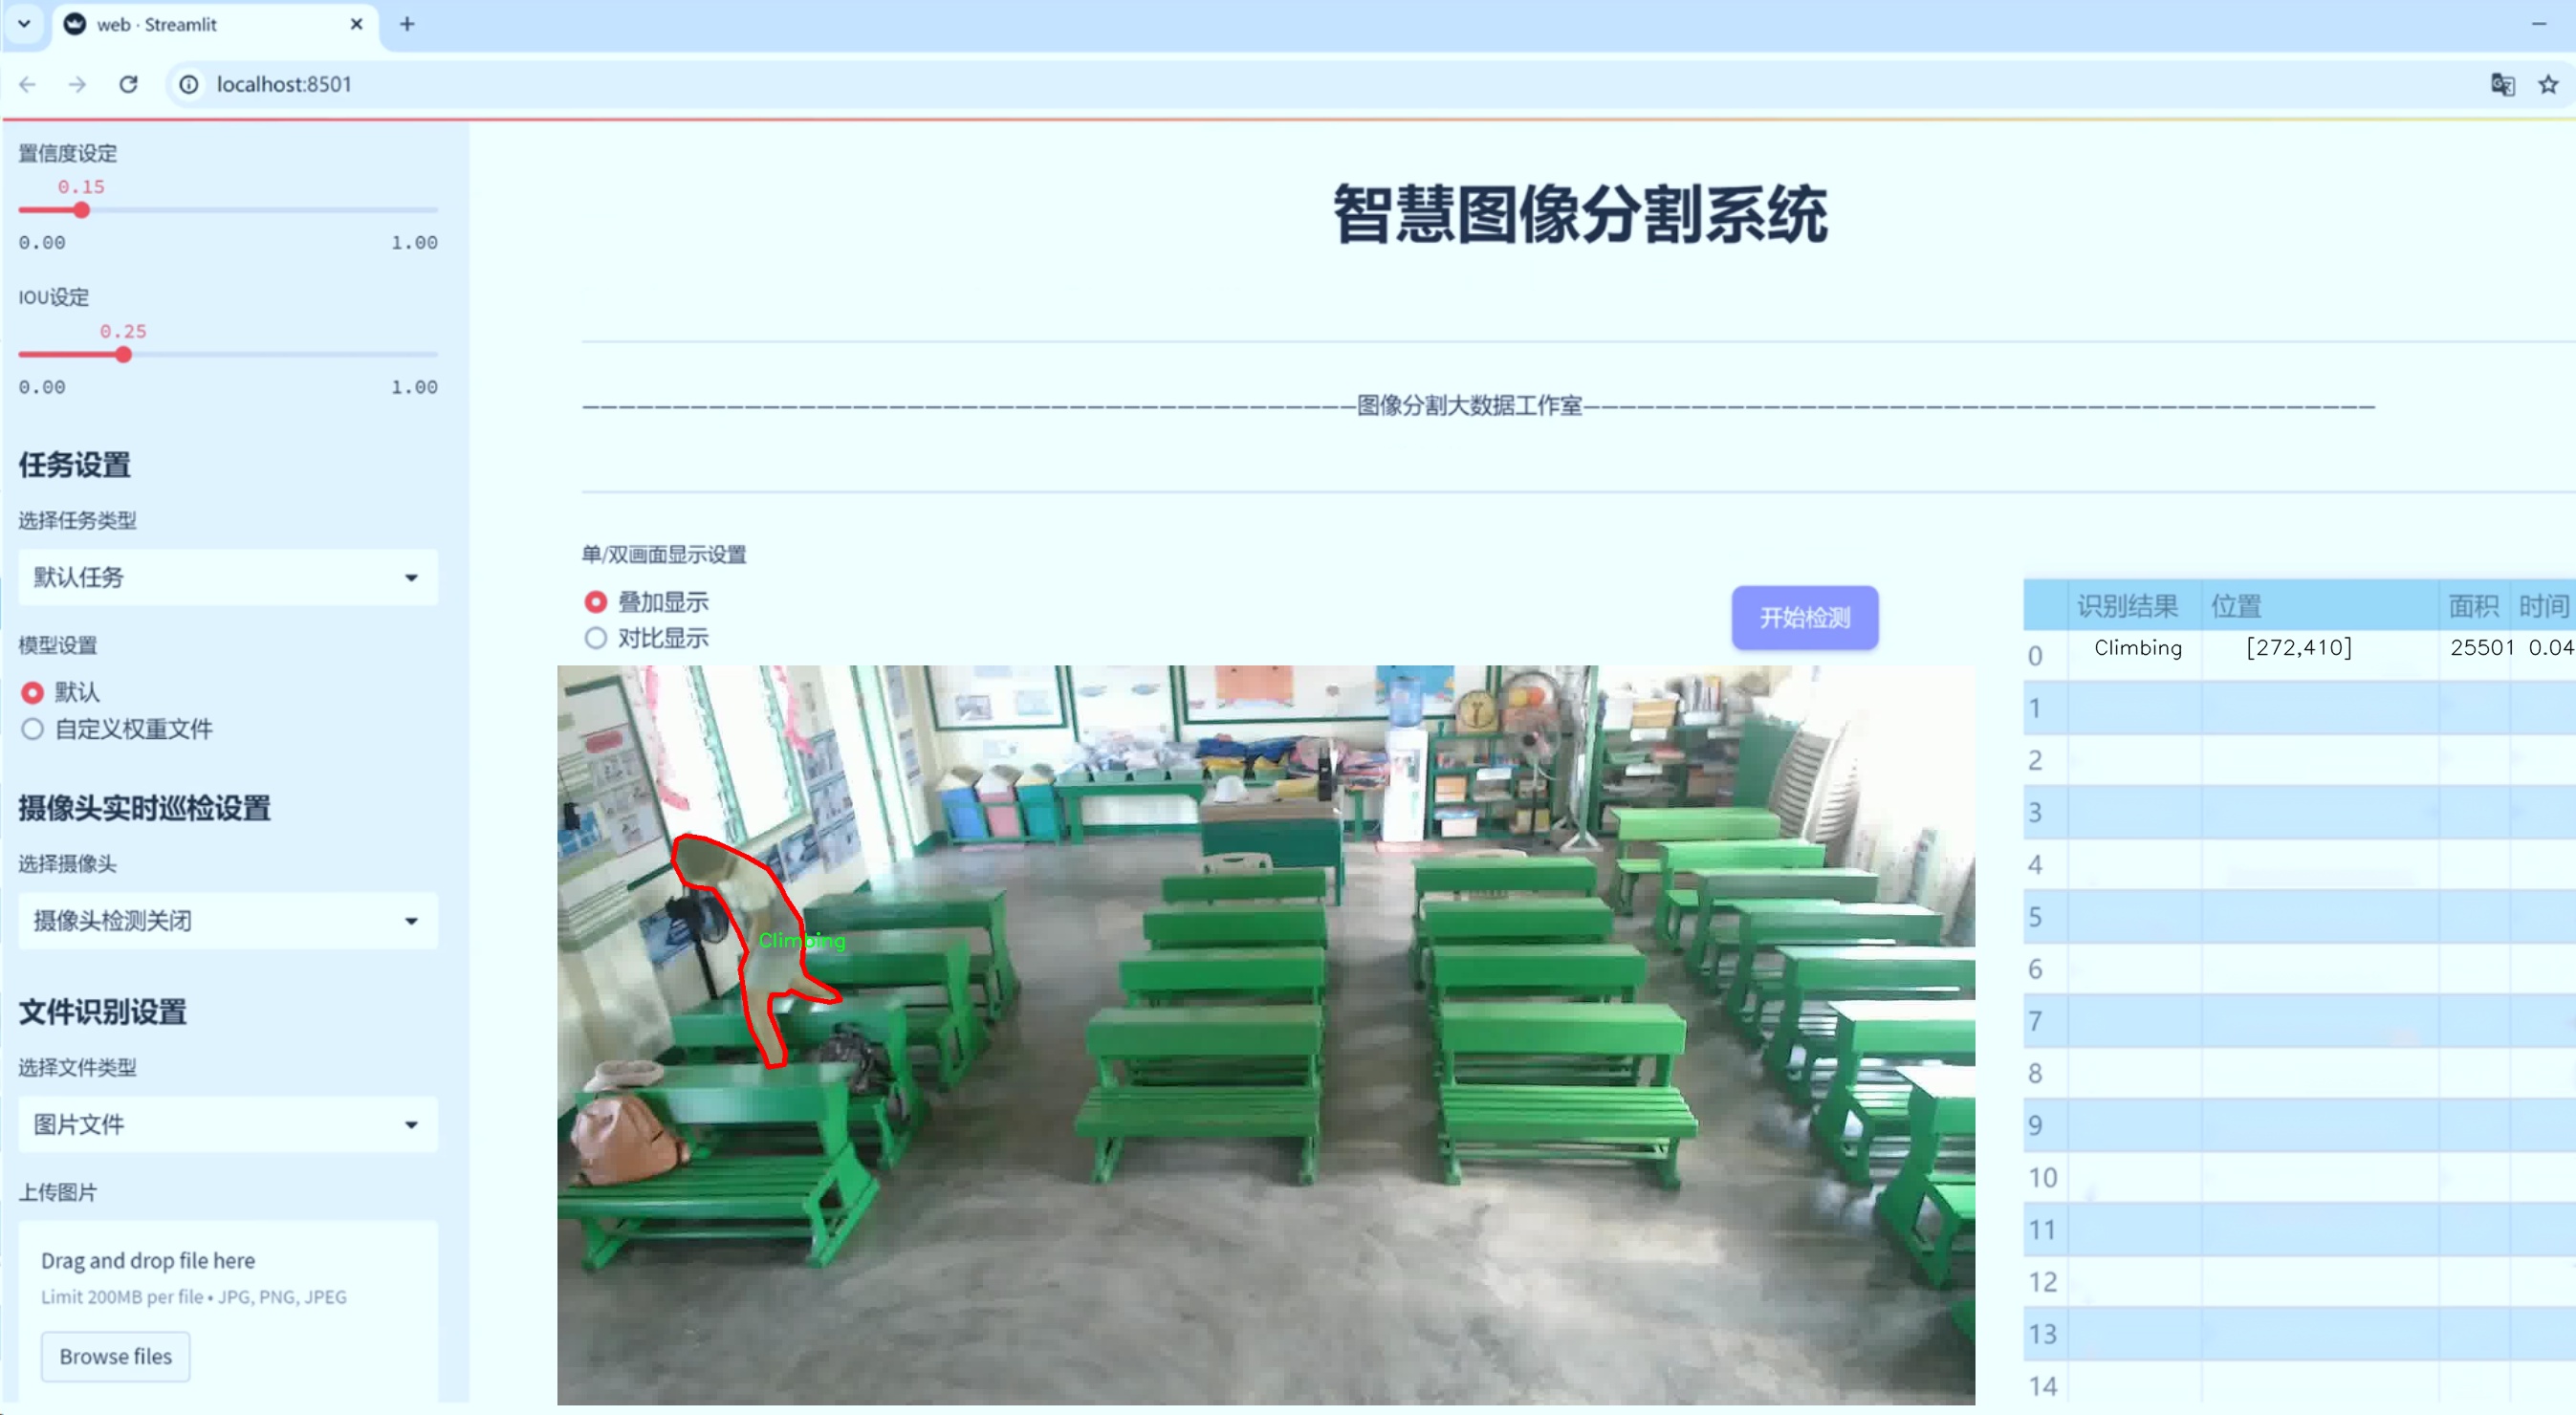 web · Streamlit
localhost:8501
置信度设定
0.15
0.00 1.00
IOU设定
0.25
0.00 1.00
任务设置
选择任务类型
默认任务
模型设置
默认
自定义权重文件
摄像头实时巡检设置
选择摄像头
摄像头检测关闭
文件识别设置
选择文件类型
图片文件
上传图片
Drag and drop file here
Limit 200MB per file • JPG, PNG, JPEG
Browse files
智慧图像分割系统
图像分割大数据工作室
单/双画面显示设置
叠加显示
对比显示
开始检测
Climbing
识别结果 位置 面积 时间
0 Climbing [272,410] 25501 0.04
1
2
3
4
5
6
7
8
9
10
11
12
13
14